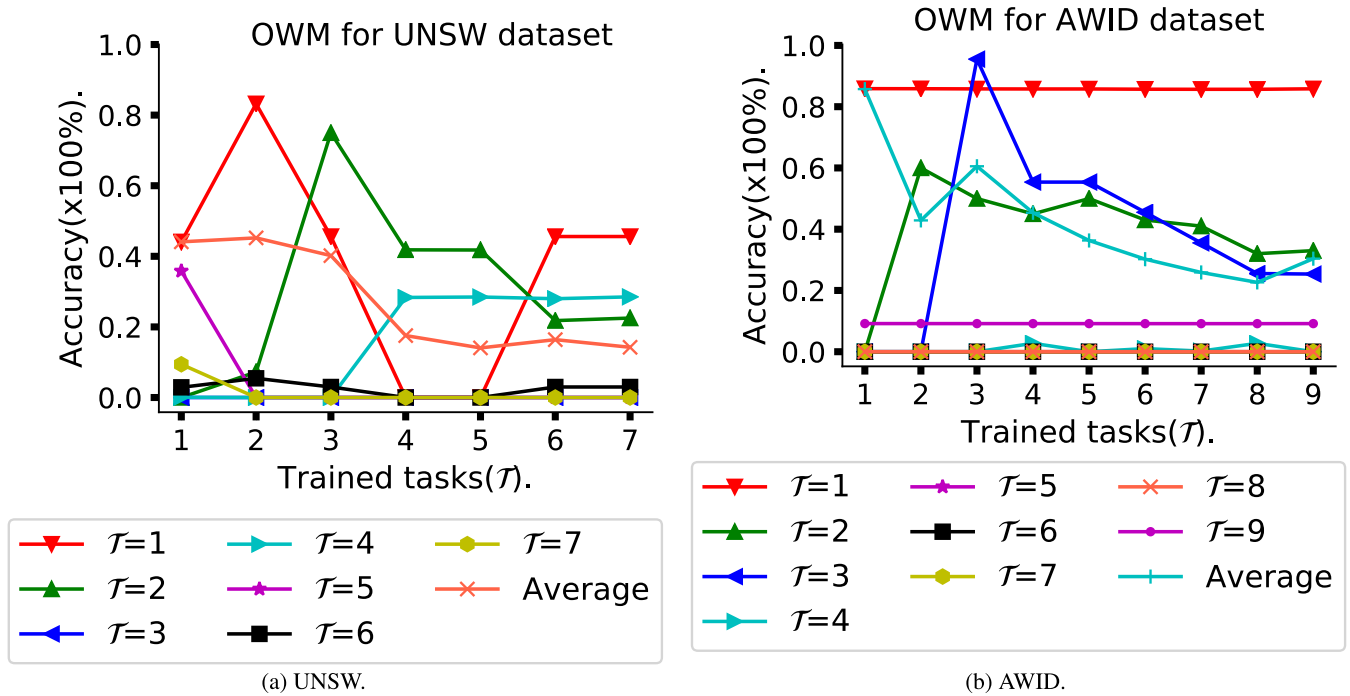 OWM for UNSW dataset
1.0
0.8
0.6
0.4
0.2
0.0
Accuracy(x100%).
1 2 3 4 5 6 7
Trained tasks(𝒯).
𝒯=1 𝒯=4 𝒯=7
𝒯=2 𝒯=5 Average
𝒯=3 𝒯=6
(a) UNSW.
OWM for AWID dataset
1.0
0.8
0.6
0.4
0.2
0.0
Accuracy(x100%).
1 2 3 4 5 6 7 8 9
Trained tasks(𝒯).
𝒯=1 𝒯=5 𝒯=8
𝒯=2 𝒯=6 𝒯=9
𝒯=3 𝒯=7 Average
𝒯=4
(b) AWID.